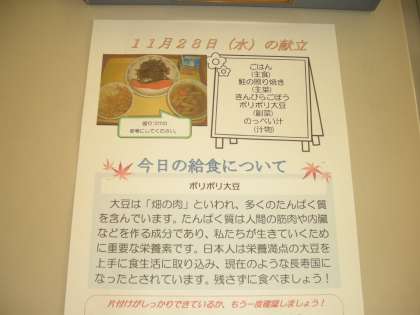 11月28日（水）の献立
ごはん
(主食)
鮭の照り焼き
(主菜)
きんぴらごぼう
ポリポリ大豆
(副菜)
のっぺい汁
(汁物)
参考にしてください。
今日の給食について
ポリポリ大豆
大豆は「畑の肉」といわれ、多くのたんぱく質
を含んでいます。たんぱく質は人間の筋肉や内臓
などを作る成分であり、私たちが生きていくため
に重要な栄養素です。日本人は栄養満点の大豆を
上手に食生活に取り込み、現在のような長寿国に
なったとされています。残さずに食べましょう！
片付けがしっかりできているか、もう一度確認しましょう！